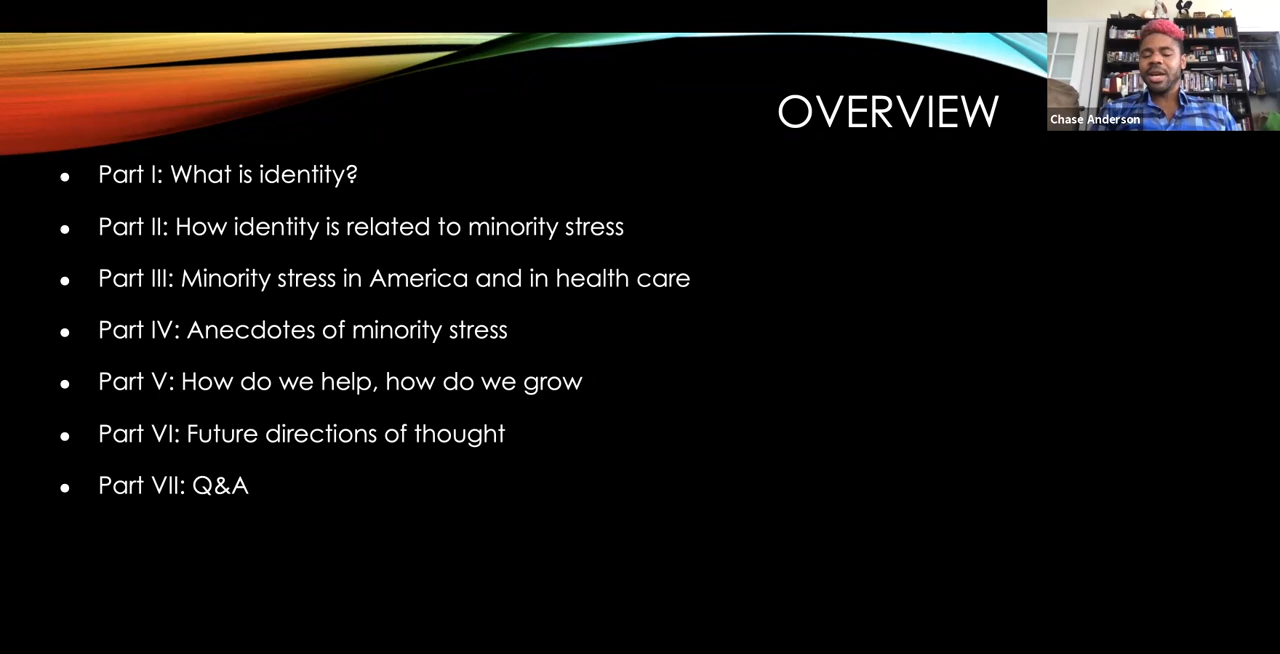 OVERVIEW
Chase Anderson
• Part I: What is identity?
• Part II: How identity is related to minority stress
• Part III: Minority stress in America and in health care
• Part IV: Anecdotes of minority stress
• Part V: How do we help, how do we grow
• Part VI: Future directions of thought
• Part VII: Q&A